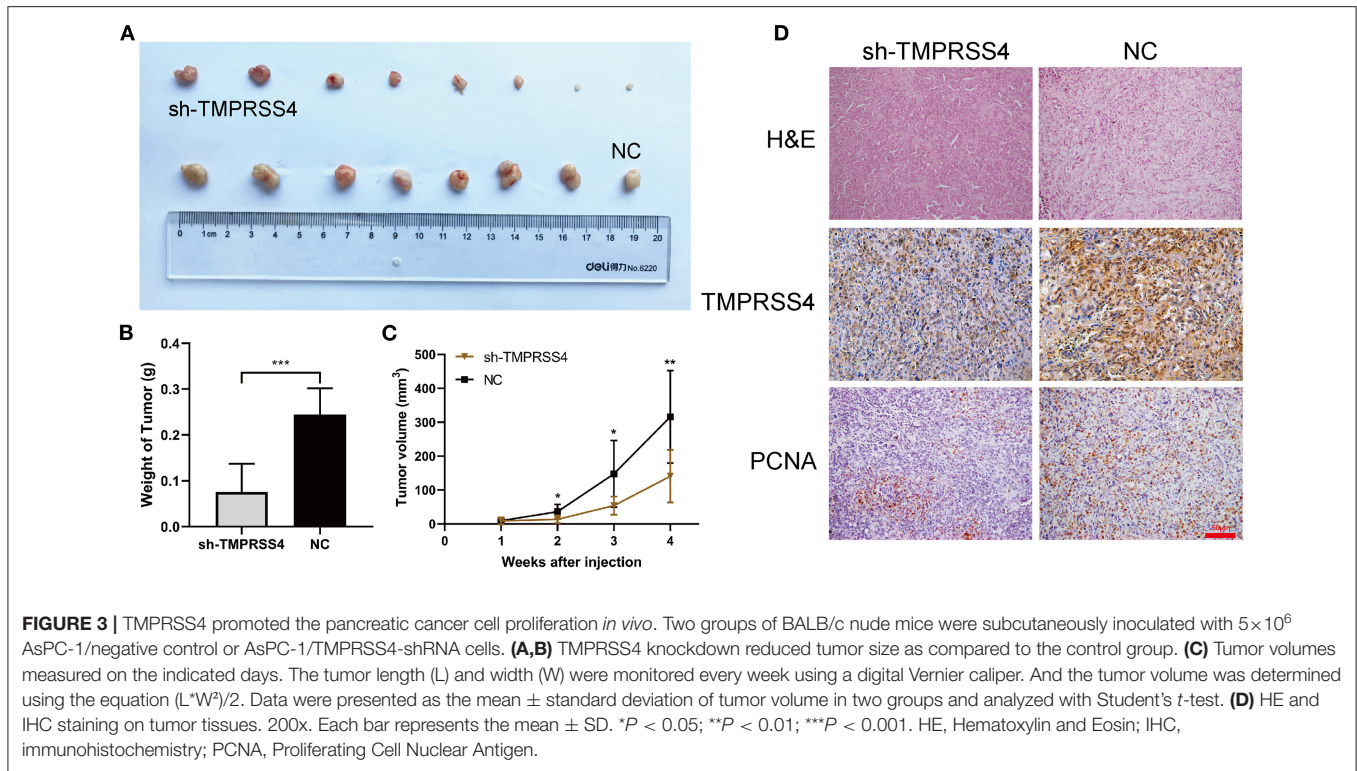 A
sh-TMPRSS4
NC
0 1cm 2 3 4 5 6 7 8 9 10 11 12 13 14 15 16 17 18 19 20
deli得力 No.6220
B
Weight of Tumor (g)
0.4
0.3
0.2
0.1
0.0
***
sh-TMPRSS4 NC
C
Tumor volume (mm³)
500
400
300
200
100
0
sh-TMPRSS4
NC
*
*
**
0 1 2 3 4
Weeks after injection
D
sh-TMPRSS4 NC
H&E
TMPRSS4
PCNA
50μm
FIGURE 3 | TMPRSS4 promoted the pancreatic cancer cell proliferation in vivo. Two groups of BALB/c nude mice were subcutaneously inoculated with 5×10⁶
AsPC-1/negative control or AsPC-1/TMPRSS4-shRNA cells. (A,B) TMPRSS4 knockdown reduced tumor size as compared to the control group. (C) Tumor volumes
measured on the indicated days. The tumor length (L) and width (W) were monitored every week using a digital Vernier caliper. And the tumor volume was determined
using the equation (L*W²)/2. Data were presented as the mean ± standard deviation of tumor volume in two groups and analyzed with Student's t-test. (D) HE and
IHC staining on tumor tissues. 200x. Each bar represents the mean ± SD. *P < 0.05; **P < 0.01; ***P < 0.001. HE, Hematoxylin and Eosin; IHC,
immunohistochemistry; PCNA, Proliferating Cell Nuclear Antigen.